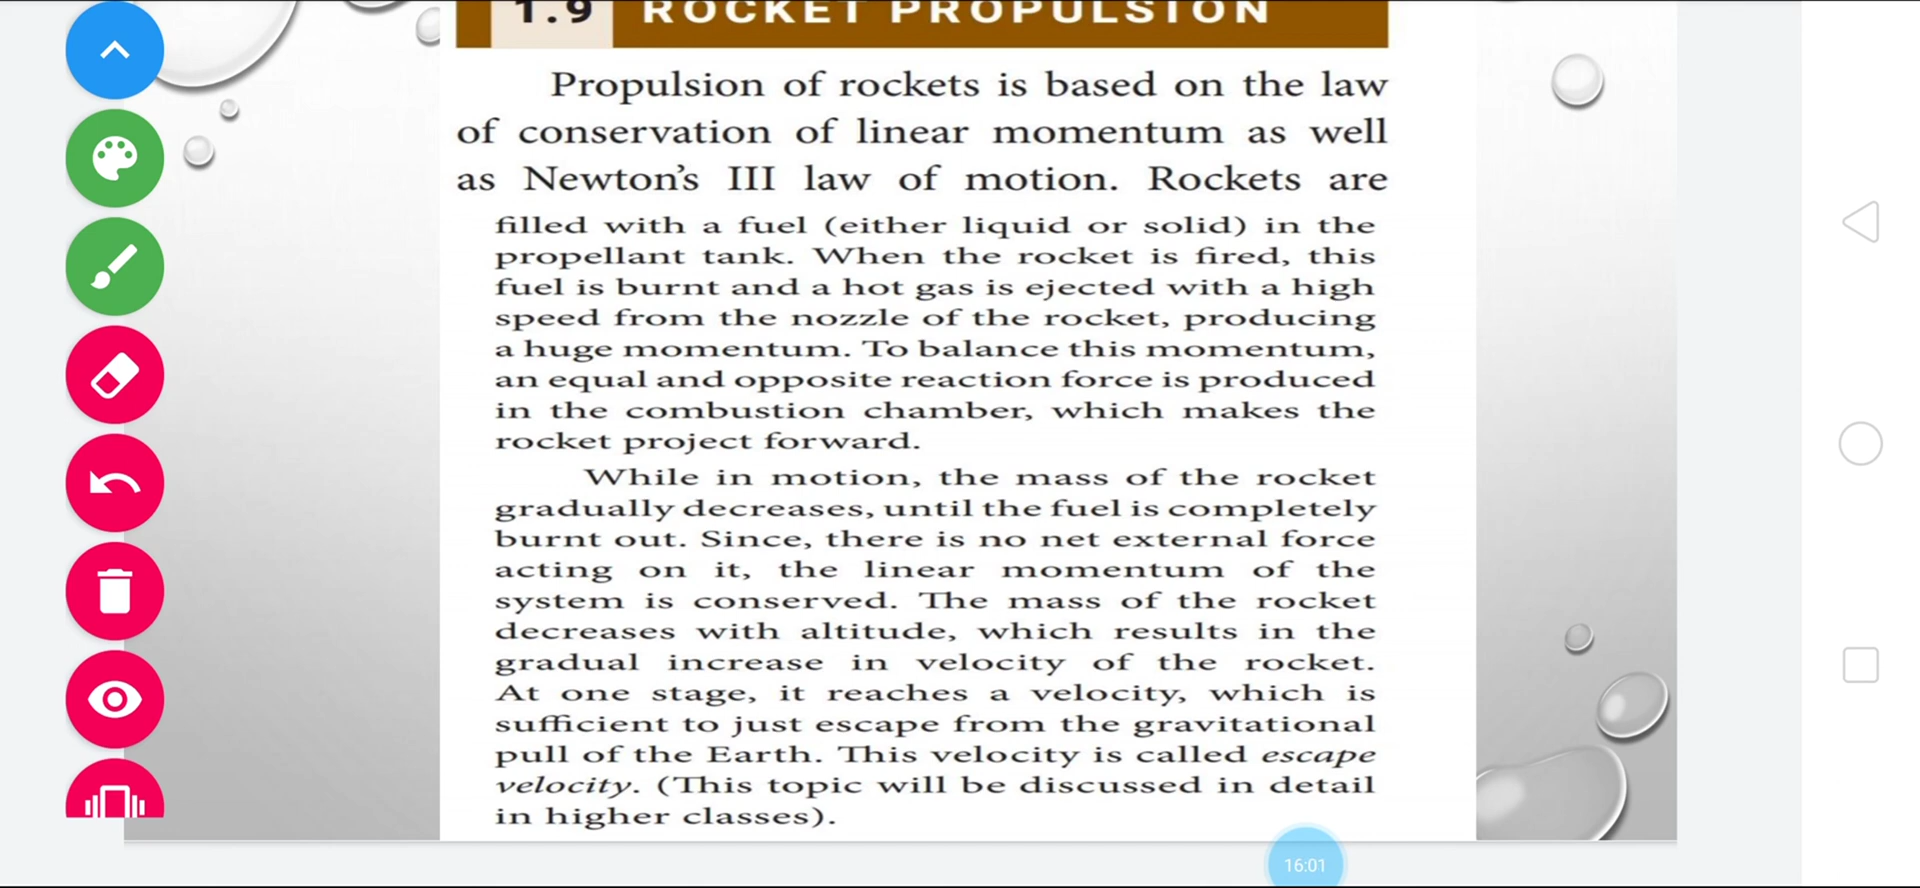 1.9 ROCKET PROPULSION
Propulsion of rockets is based on the law
of conservation of linear momentum as well
as Newton's III law of motion. Rockets are
filled with a fuel (either liquid or solid) in the
propellant tank. When the rocket is fired, this
fuel is burnt and a hot gas is ejected with a high
speed from the nozzle of the rocket, producing
a huge momentum. To balance this momentum,
an equal and opposite reaction force is produced
in the combustion chamber, which makes the
rocket project forward.
While in motion, the mass of the rocket
gradually decreases, until the fuel is completely
burnt out. Since, there is no net external force
acting on it, the linear momentum of the
system is conserved. The mass of the rocket
decreases with altitude, which results in the
gradual increase in velocity of the rocket.
At one stage, it reaches a velocity, which is
sufficient to just escape from the gravitational
pull of the Earth. This velocity is called escape
velocity. (This topic will be discussed in detail
in higher classes).
16:01